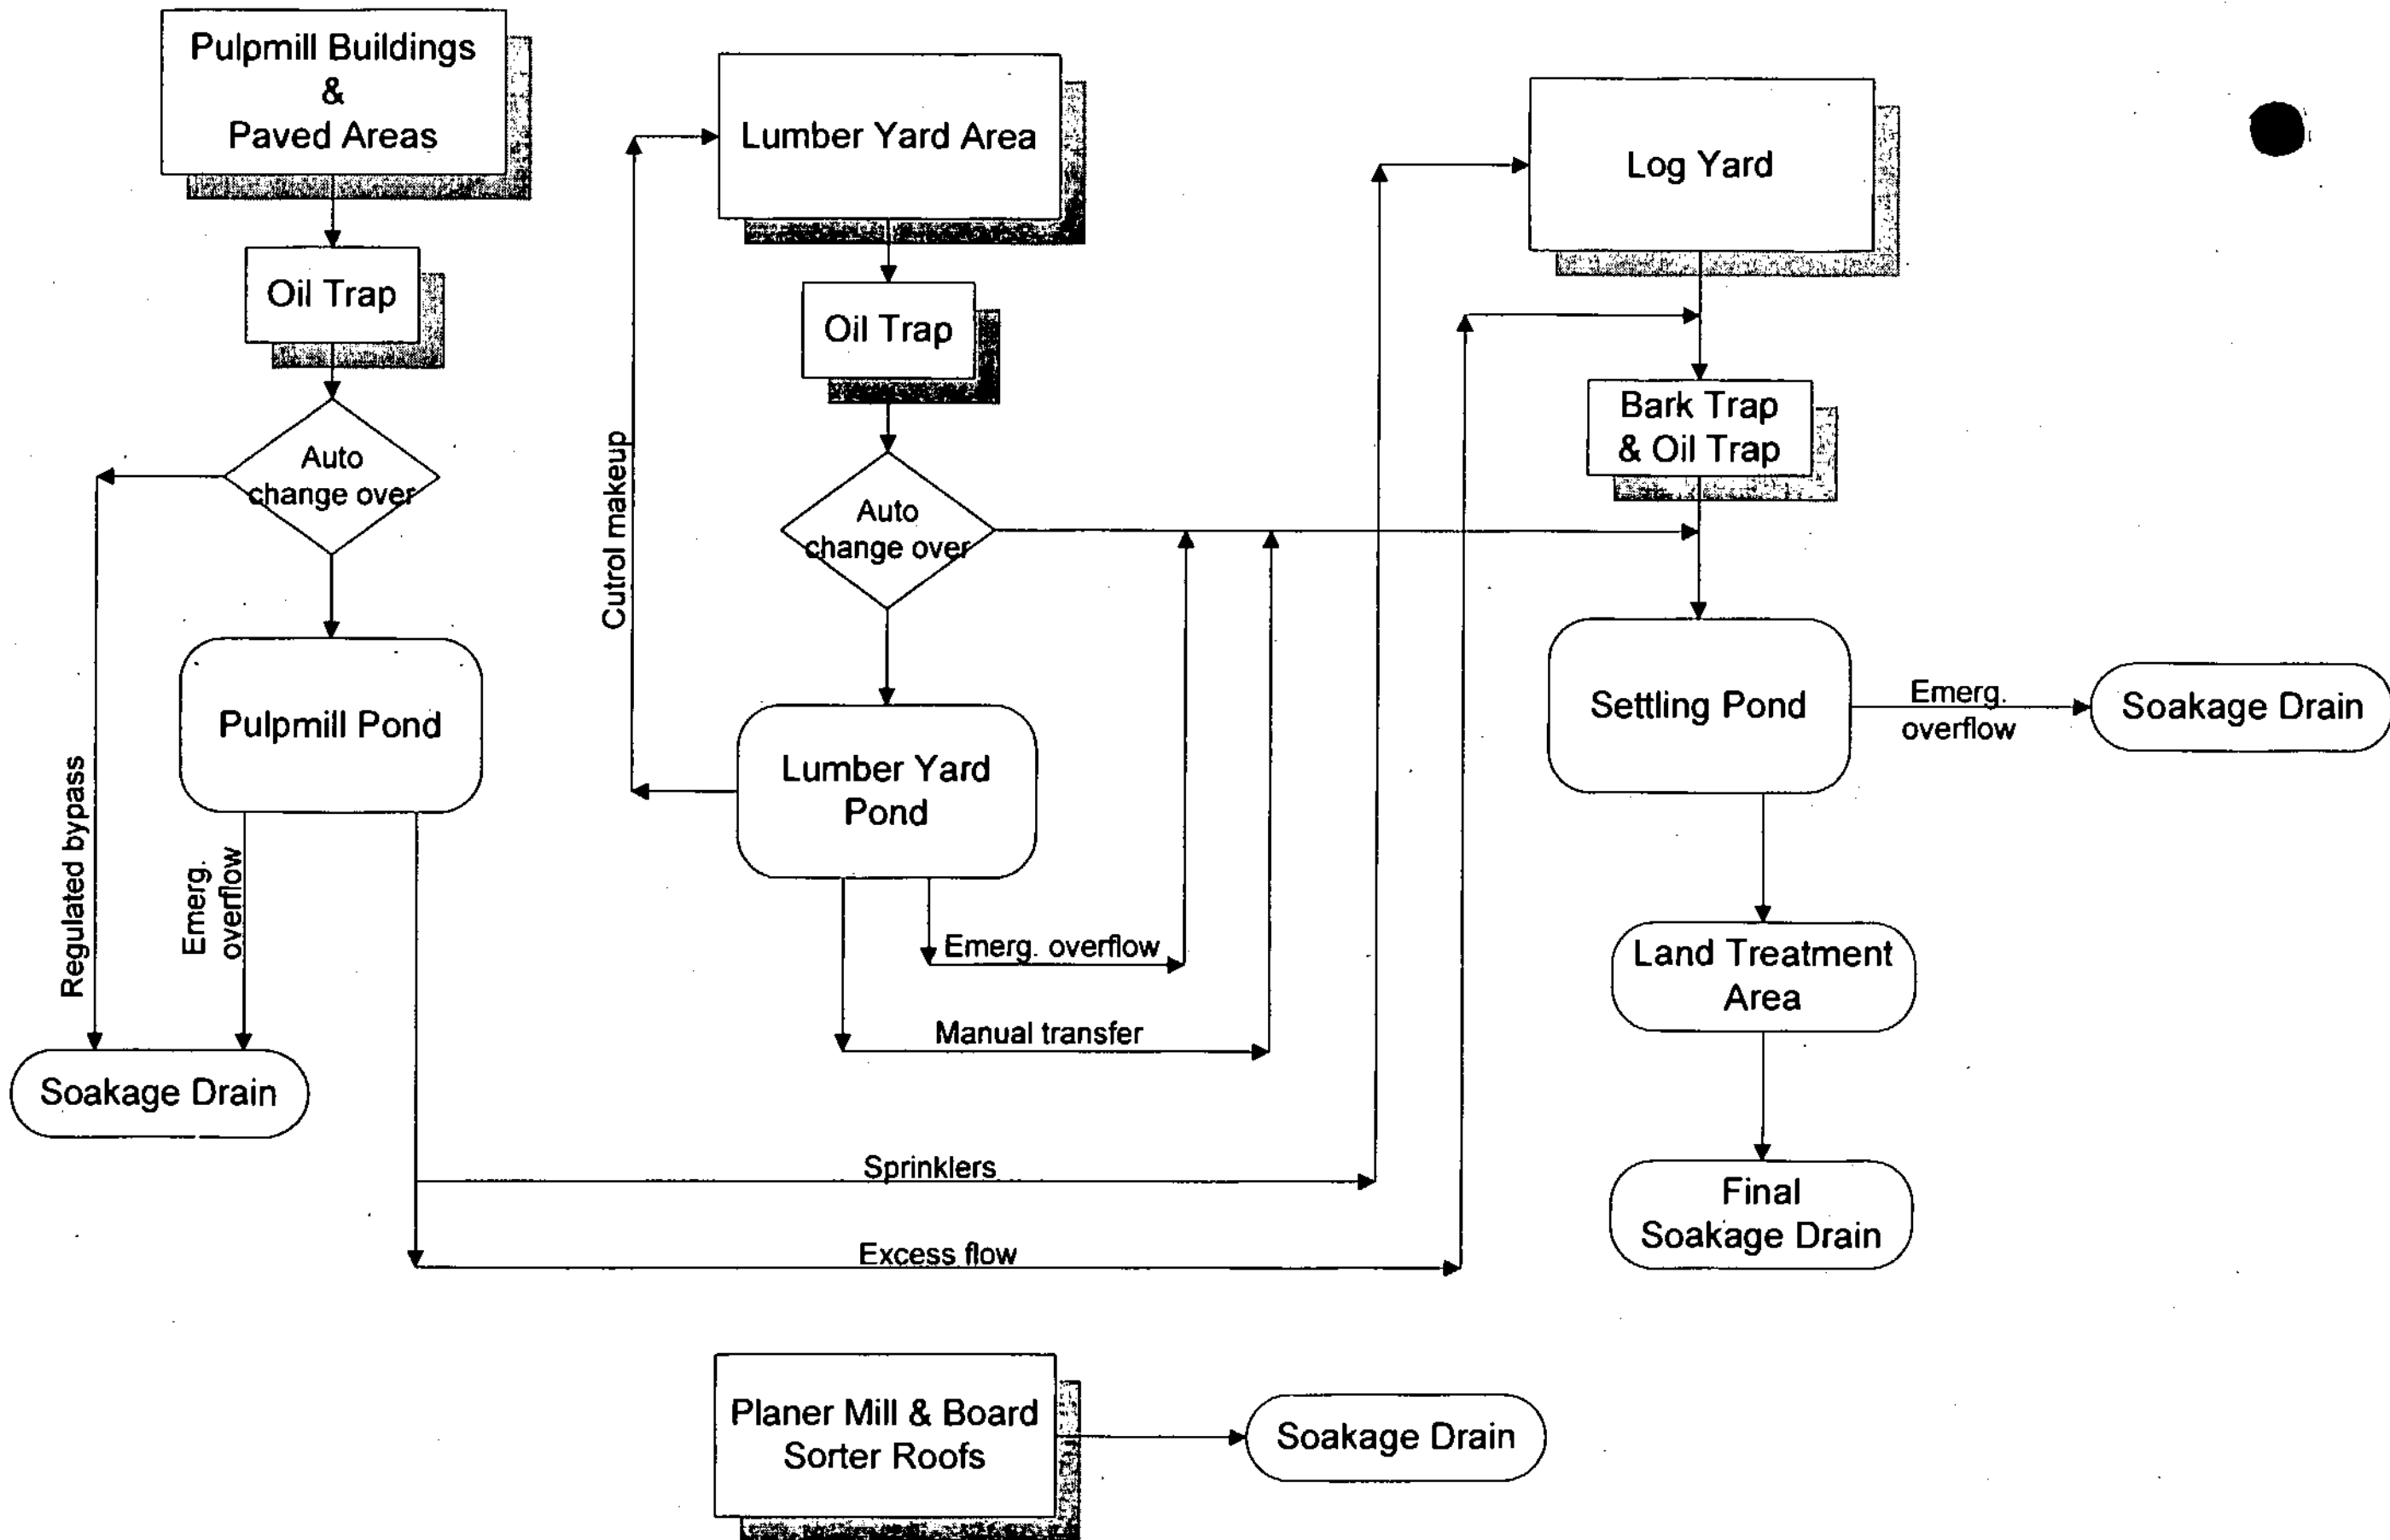 Pulpmill Buildings
&
Paved Areas
Oil Trap
Auto
change over
Regulated bypass
Pulpmill Pond
Emerg.
overflow
Soakage Drain
Lumber Yard Area
Oil Trap
Cutrol makeup
Auto
change over
Lumber Yard
Pond
Emerg. overflow
Manual transfer
Sprinklers
Excess flow
Log Yard
Bark Trap
& Oil Trap
Settling Pond
Emerg.
overflow
Soakage Drain
Land Treatment
Area
Final
Soakage Drain
Planer Mill & Board
Sorter Roofs
Soakage Drain